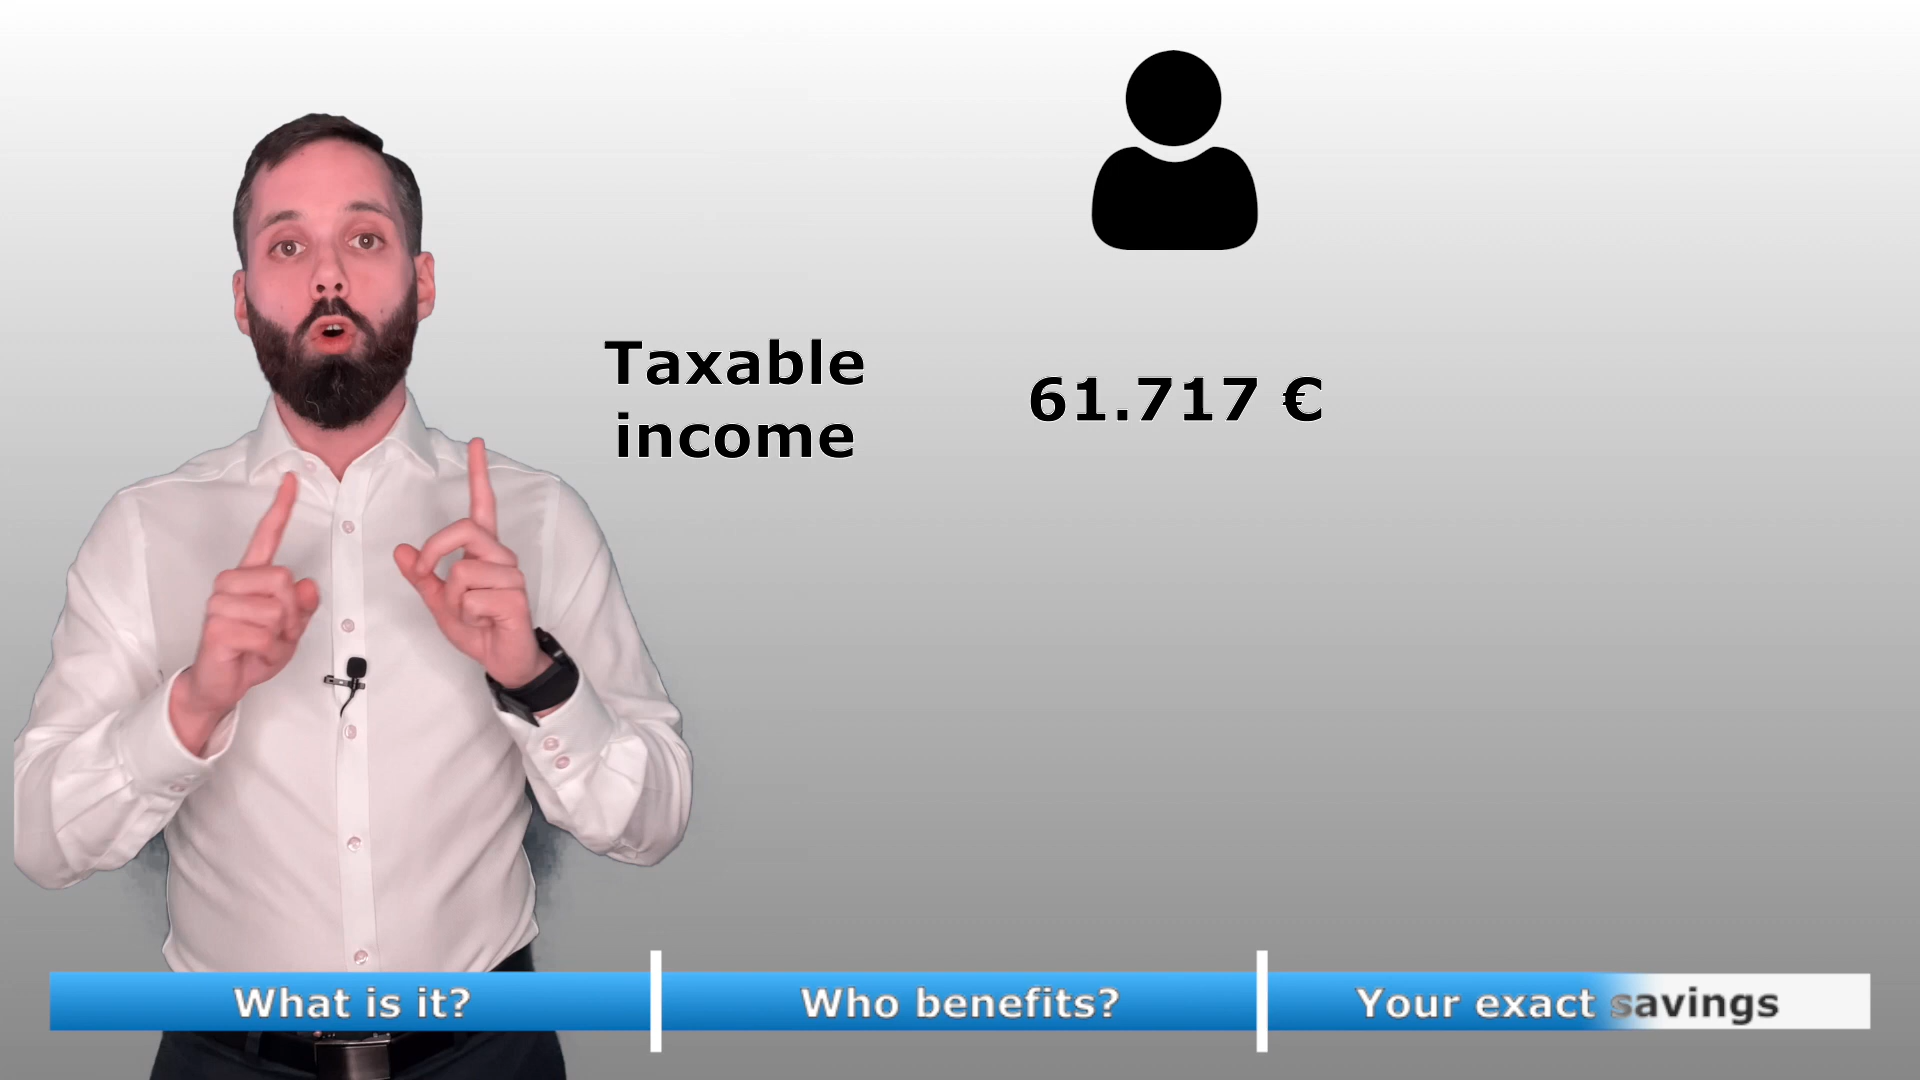 Taxable
income
61.717 €
What is it?
Who benefits?
Your exact savings